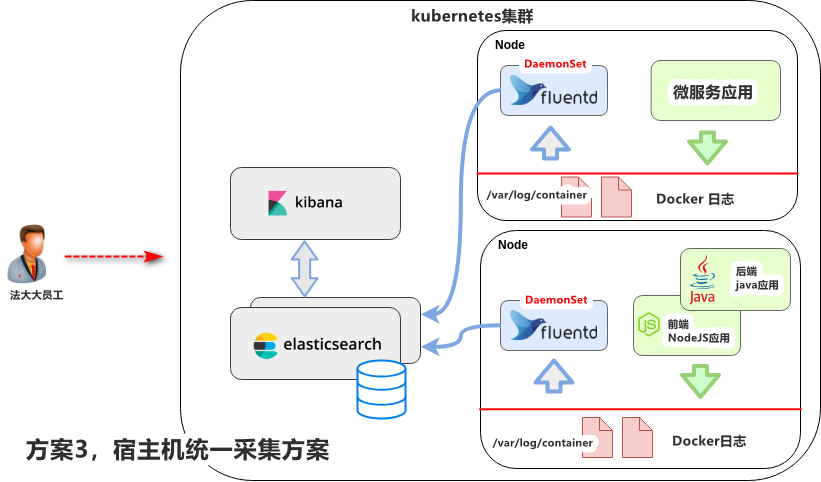 kubernetes集群
Node
DaemonSet
fluentd
微服务应用
/var/log/container
Docker 日志
kibana
法大大员工
elasticsearch
Node
DaemonSet
fluentd
Java
后端
java应用
JS
前端
NodeJS应用
/var/log/container
Docker日志
方案3，宿主机统一采集方案